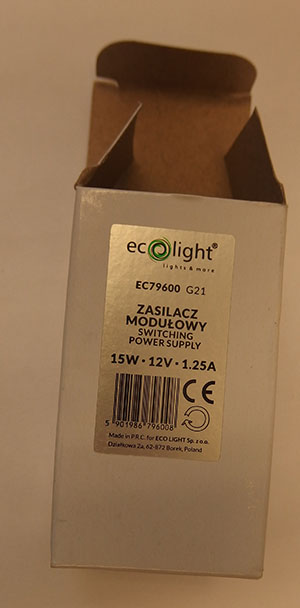 ecolight®
lights & more
EC79600 G21
ZASILACZ
MODUŁOWY
SWITCHING
POWER SUPPLY
15W • 12V • 1.25A
CE
5 901986 796008
Made in P.R.C. for ECO LIGHT Sp. z o.o.
Działkowa 2a, 62-872 Borek, Poland